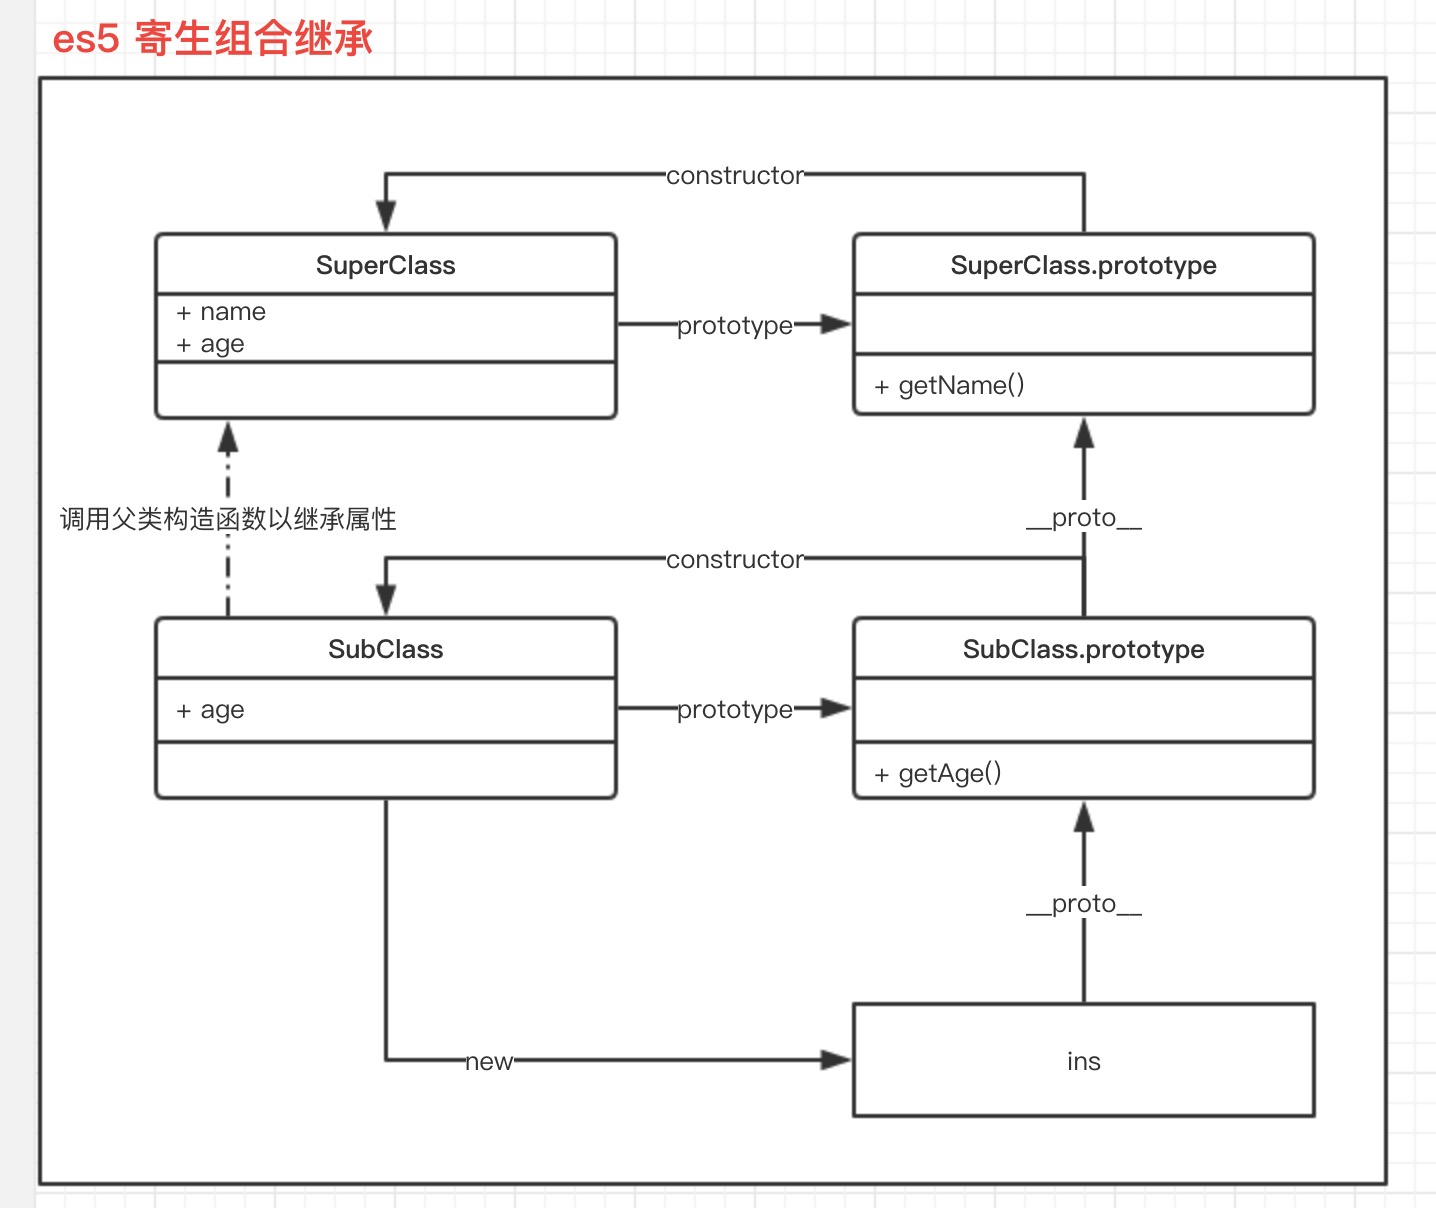 es5 寄生组合继承
constructor
SuperClass
+ name
+ age
prototype
SuperClass.prototype
+ getName()
调用父类构造函数以继承属性
__proto__
constructor
SubClass
+ age
prototype
SubClass.prototype
+ getAge()
__proto__
new
ins